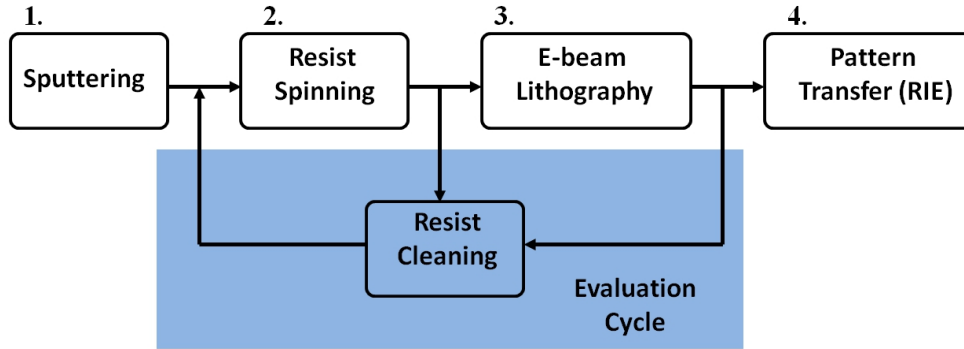 1.
2.
3.
4.
Sputtering
Resist
Spinning
E-beam
Lithography
Pattern
Transfer (RIE)
Resist
Cleaning
Evaluation
Cycle